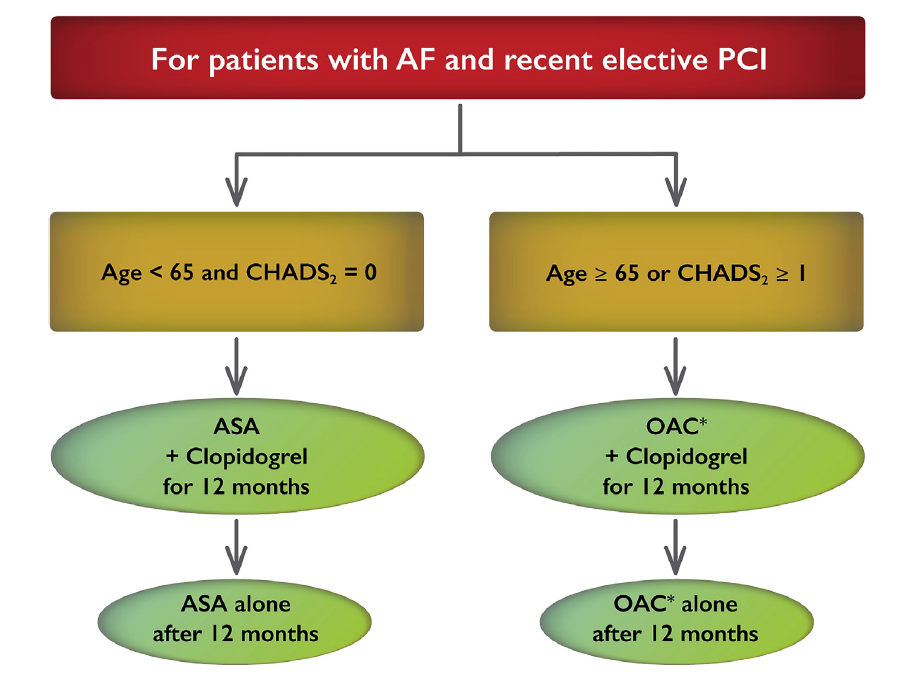 For patients with AF and recent elective PCI
Age < 65 and CHADS₂ = 0
Age ≥ 65 or CHADS₂ ≥ 1
ASA
+ Clopidogrel
for 12 months
OAC*
+ Clopidogrel
for 12 months
ASA alone
after 12 months
OAC* alone
after 12 months